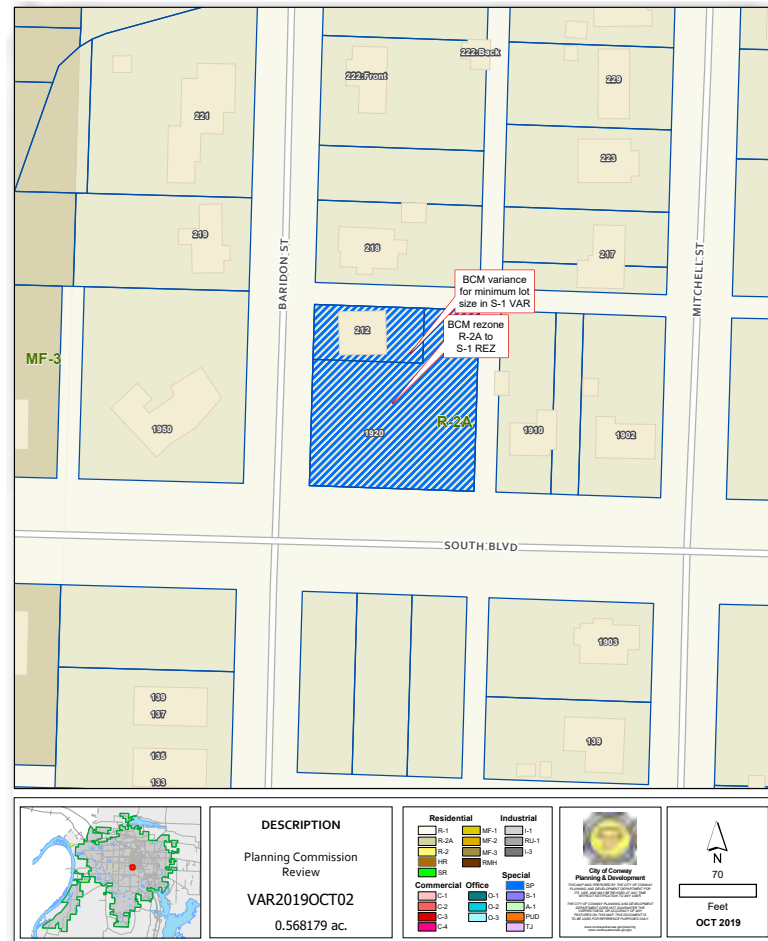 222 Back
222 Front
229
221
223
219
218
217
BARIDON ST
MITCHELL ST
BCM variance
for minimum lot
size in S-1 VAR
BCM rezone
R-2A to
S-1 REZ
212
MF-3
R-2A
1950
1920
1910
1902
SOUTH BLVD
1903
139
137
139
135
133
DESCRIPTION
Planning Commission
Review
VAR2019OCT02
0.568179 ac.
Residential
R-1
R-2A
R-2
HR
SR
MF-1
MF-2
MF-3
RMH
Industrial
I-1
RU-1
I-3
Commercial
C-1
C-2
C-3
C-4
Office
O-1
O-2
O-3
Special
SP
S-1
A-1
PUD
TJ
City of Conway
Planning & Development
N
70
Feet
OCT 2019